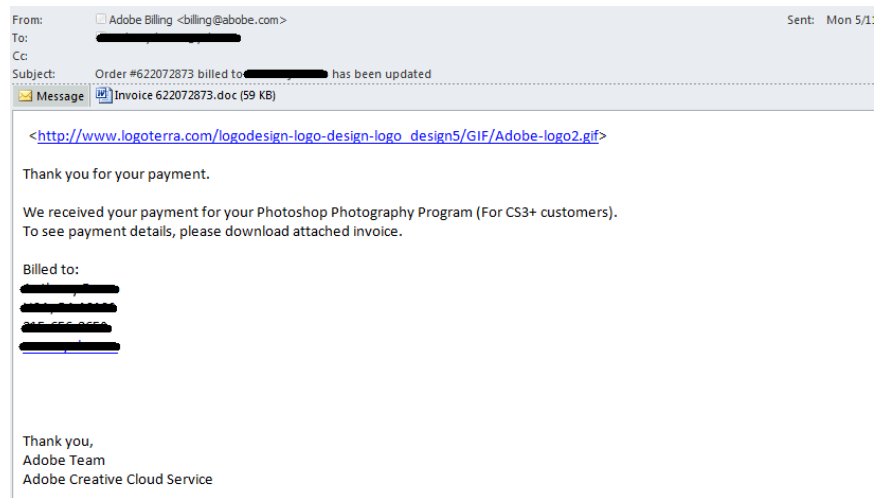 From: Adobe Billing <billing@abobe.com> Sent: Mon 5/11
To:
Cc:
Subject: Order #622072873 billed to has been updated
Message Invoice 622072873.doc (59 KB)
<http://www.logoterra.com/logodesign-logo-design-logo_design5/GIF/Adobe-logo2.gif>
Thank you for your payment.
We received your payment for your Photoshop Photography Program (For CS3+ customers).
To see payment details, please download attached invoice.
Billed to:
Thank you,
Adobe Team
Adobe Creative Cloud Service